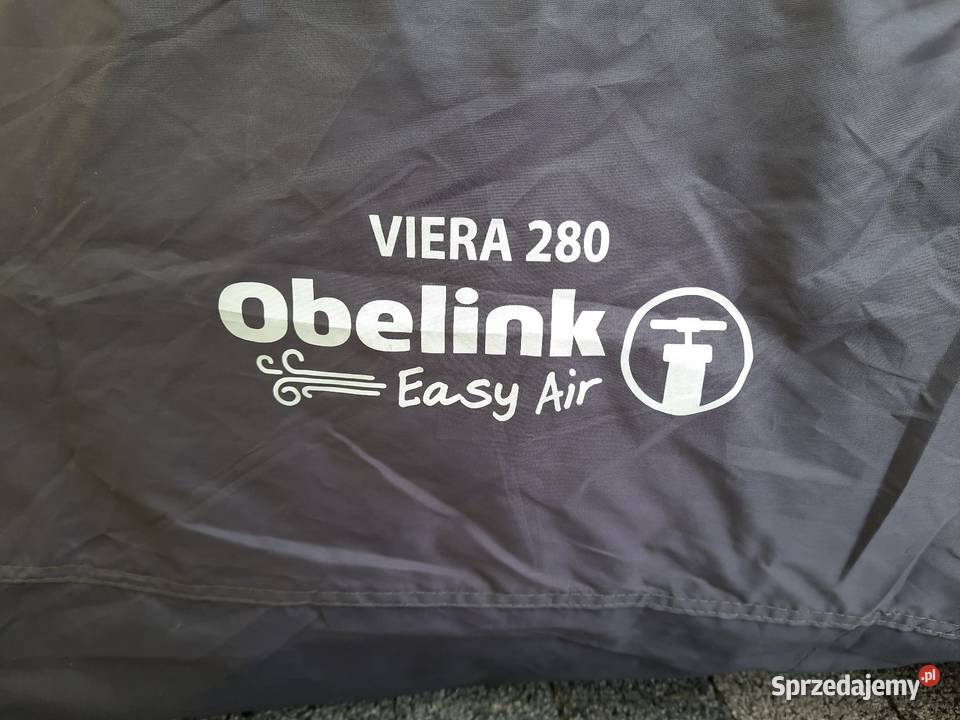 VIERA 280
Obelink
Easy Air
Sprzedajemy.pl